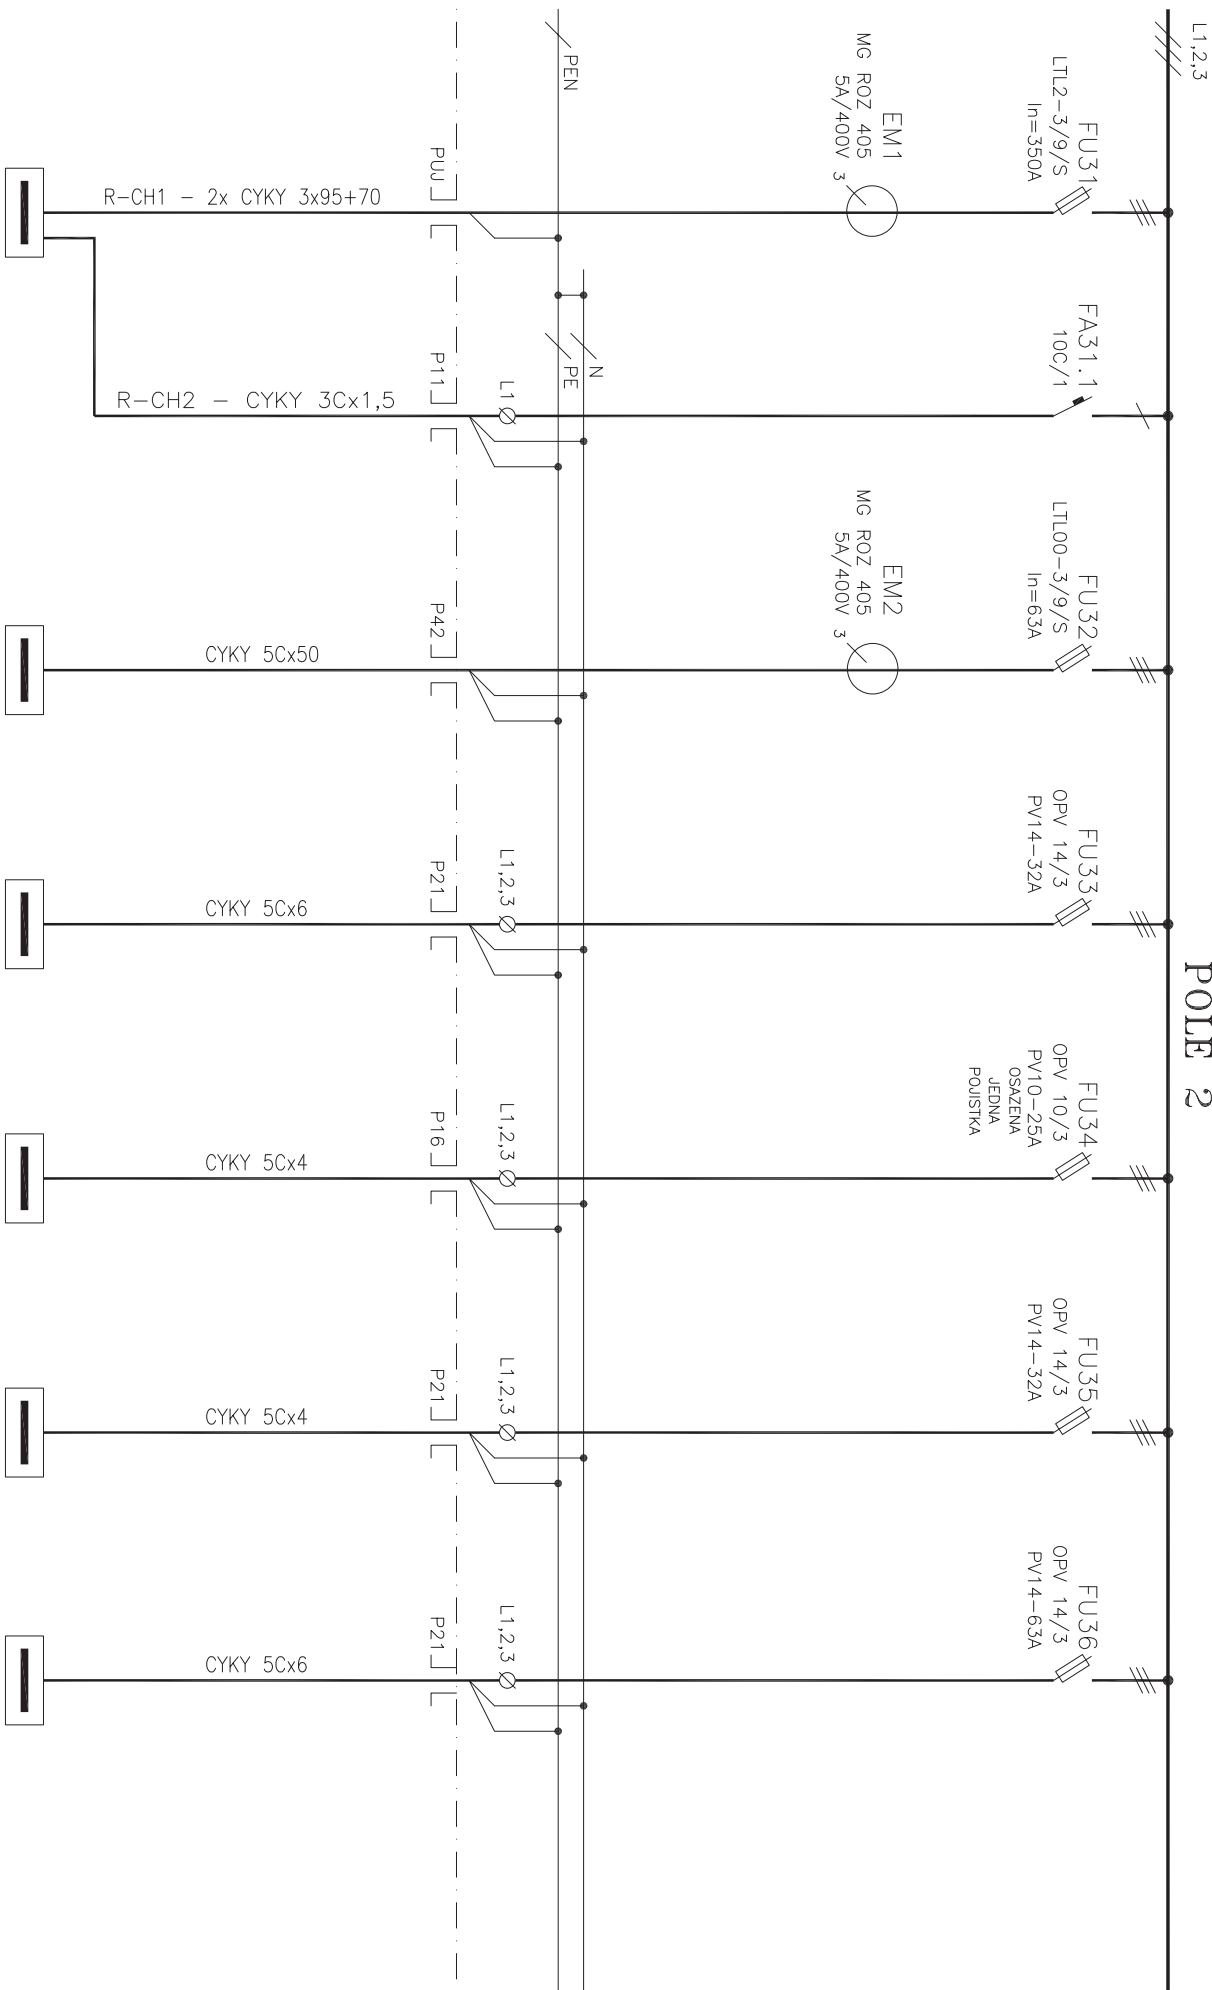 POLE 2
L1,2,3
FU31
LTL2-3/9/S
In=350A
FA31.1
10C/1
FU32
LTL00-3/9/S
In=63A
FU33
OPV 14/3
PV14-32A
FU34
OPV 10/3
PV10-25A
OSAZENA
JEDNA
POJISTKA
FU35
OPV 14/3
PV14-32A
FU36
OPV 14/3
PV14-63A
EM1
MG ROZ 405
5A/400V
3
EM2
MG ROZ 405
5A/400V
3
PEN
N
PE
L1
L1,2,3
L1,2,3
L1,2,3
L1,2,3
PUJ
P11
P42
P21
P16
P21
P21
R-CH1 - 2x CYKY 3x95+70
R-CH2 - CYKY 3Cx1,5
CYKY 5Cx50
CYKY 5Cx6
CYKY 5Cx4
CYKY 5Cx4
CYKY 5Cx6